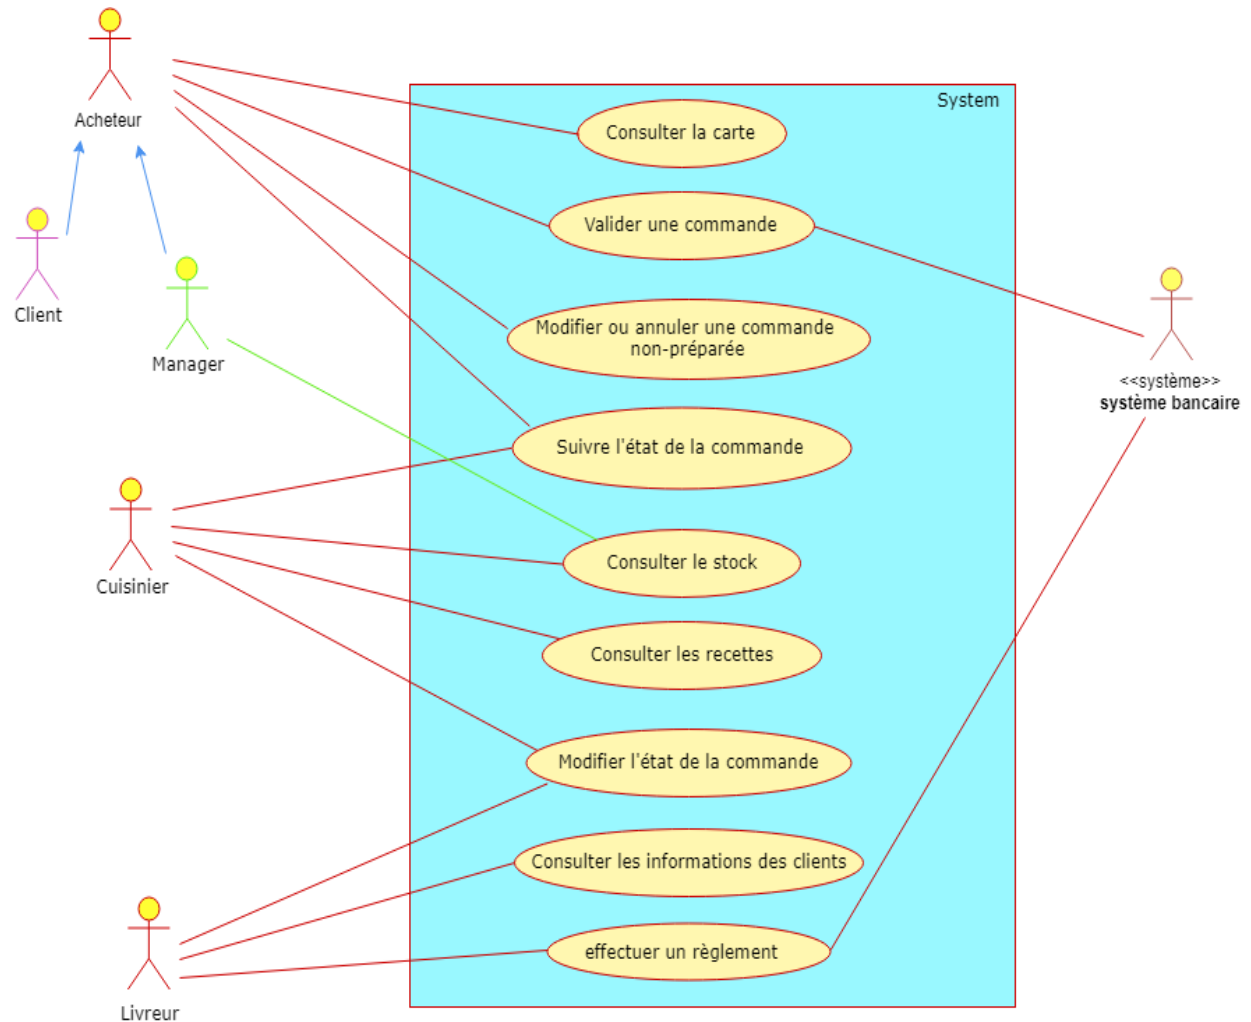 Acheteur
System
Consulter la carte
Valider une commande
Client
Manager
Modifier ou annuler une commande
non-préparée
<<système>>
système bancaire
Suivre l'état de la commande
Cuisinier
Consulter le stock
Consulter les recettes
Modifier l'état de la commande
Consulter les informations des clients
effectuer un règlement
Livreur